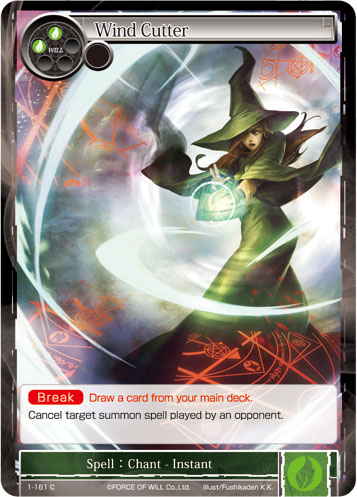 Wind Cutter
WILL
Break Draw a card from your main deck.
Cancel target summon spell played by an opponent.
Spell : Chant - Instant
I-161 C ©FORCE OF WILL Co.,Ltd. Illust/Fushikaden K.K.